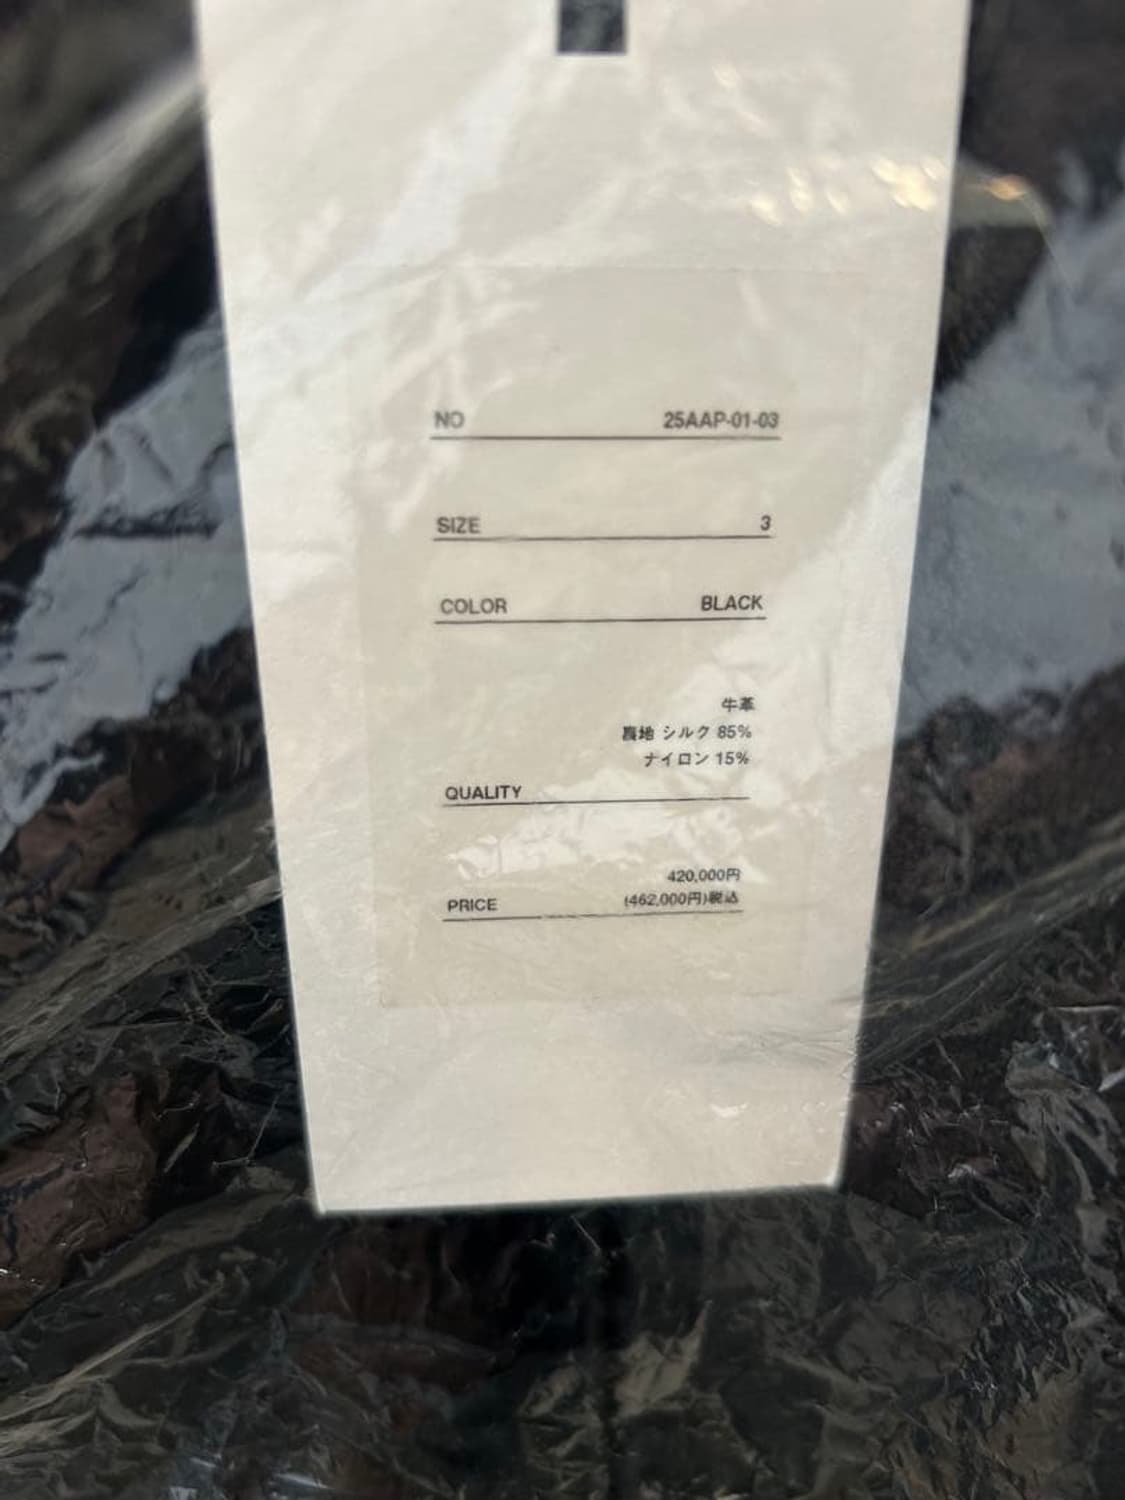 NO 25AAP-01-03
SIZE 3
COLOR BLACK
牛革
裏地 シルク 85%
ナイロン 15%
QUALITY
420,000円
PRICE (462,000円)税込